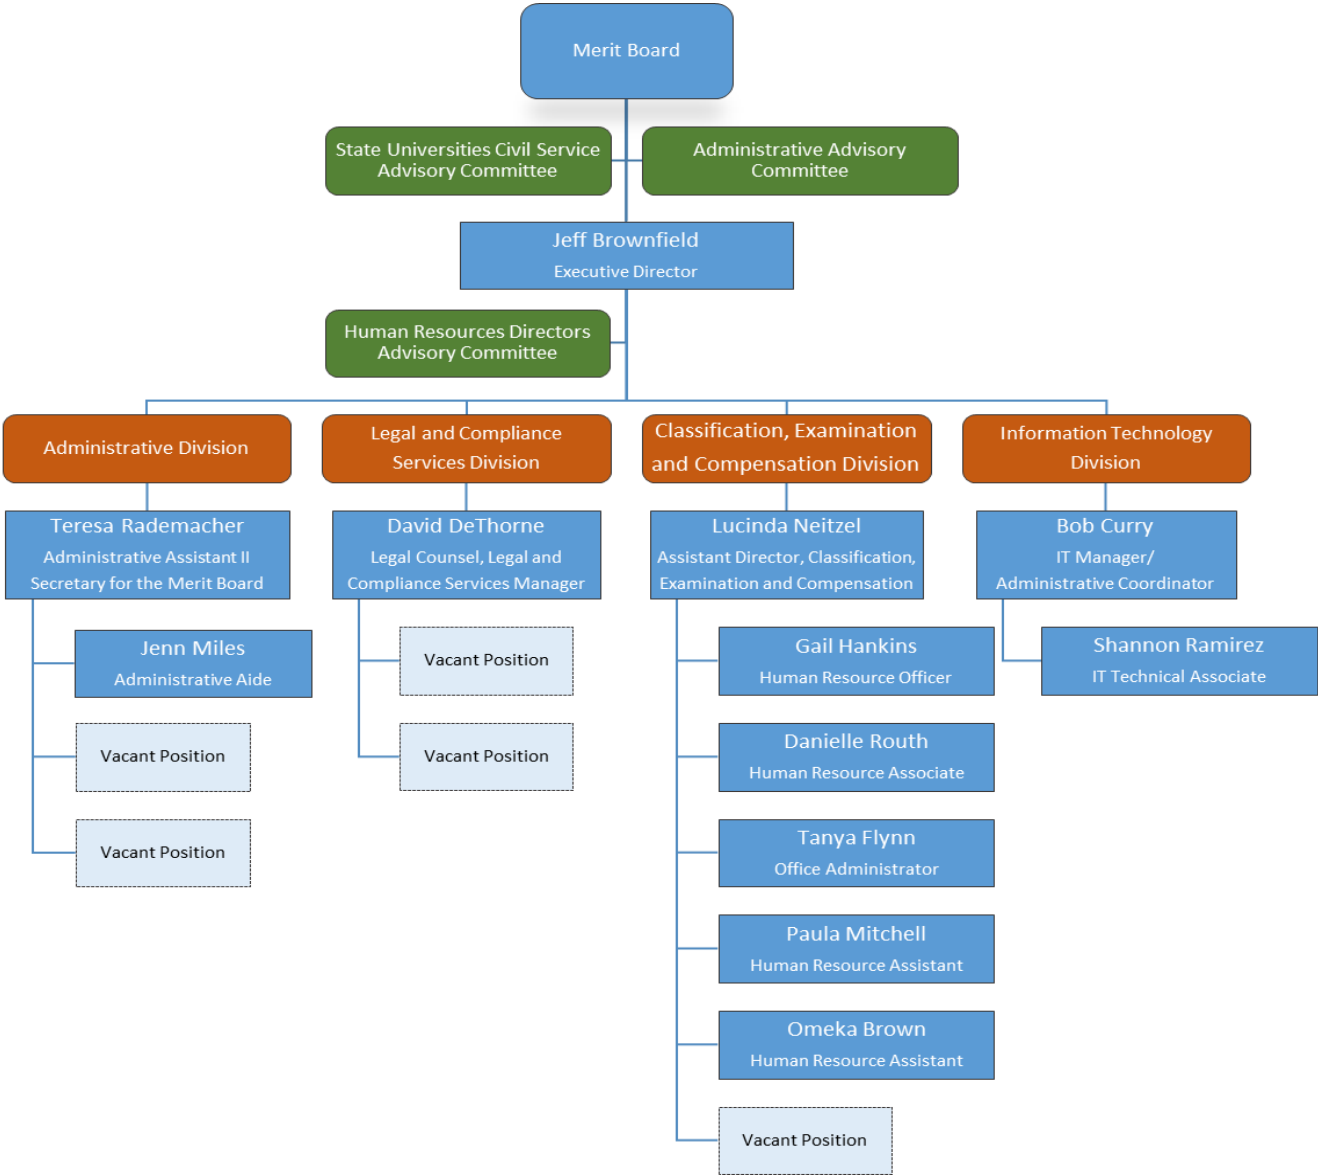 Merit Board
State Universities Civil Service
Advisory Committee
Administrative Advisory
Committee
Jeff Brownfield
Executive Director
Human Resources Directors
Advisory Committee
Administrative Division
Legal and Compliance
Services Division
Classification, Examination
and Compensation Division
Information Technology
Division
Teresa Rademacher
Administrative Assistant II
Secretary for the Merit Board
Jenn Miles
Administrative Aide
Vacant Position
Vacant Position
David DeThorne
Legal Counsel, Legal and
Compliance Services Manager
Vacant Position
Vacant Position
Lucinda Neitzel
Assistant Director, Classification,
Examination and Compensation
Gail Hankins
Human Resource Officer
Danielle Routh
Human Resource Associate
Tanya Flynn
Office Administrator
Paula Mitchell
Human Resource Assistant
Omeka Brown
Human Resource Assistant
Vacant Position
Bob Curry
IT Manager/
Administrative Coordinator
Shannon Ramirez
IT Technical Associate